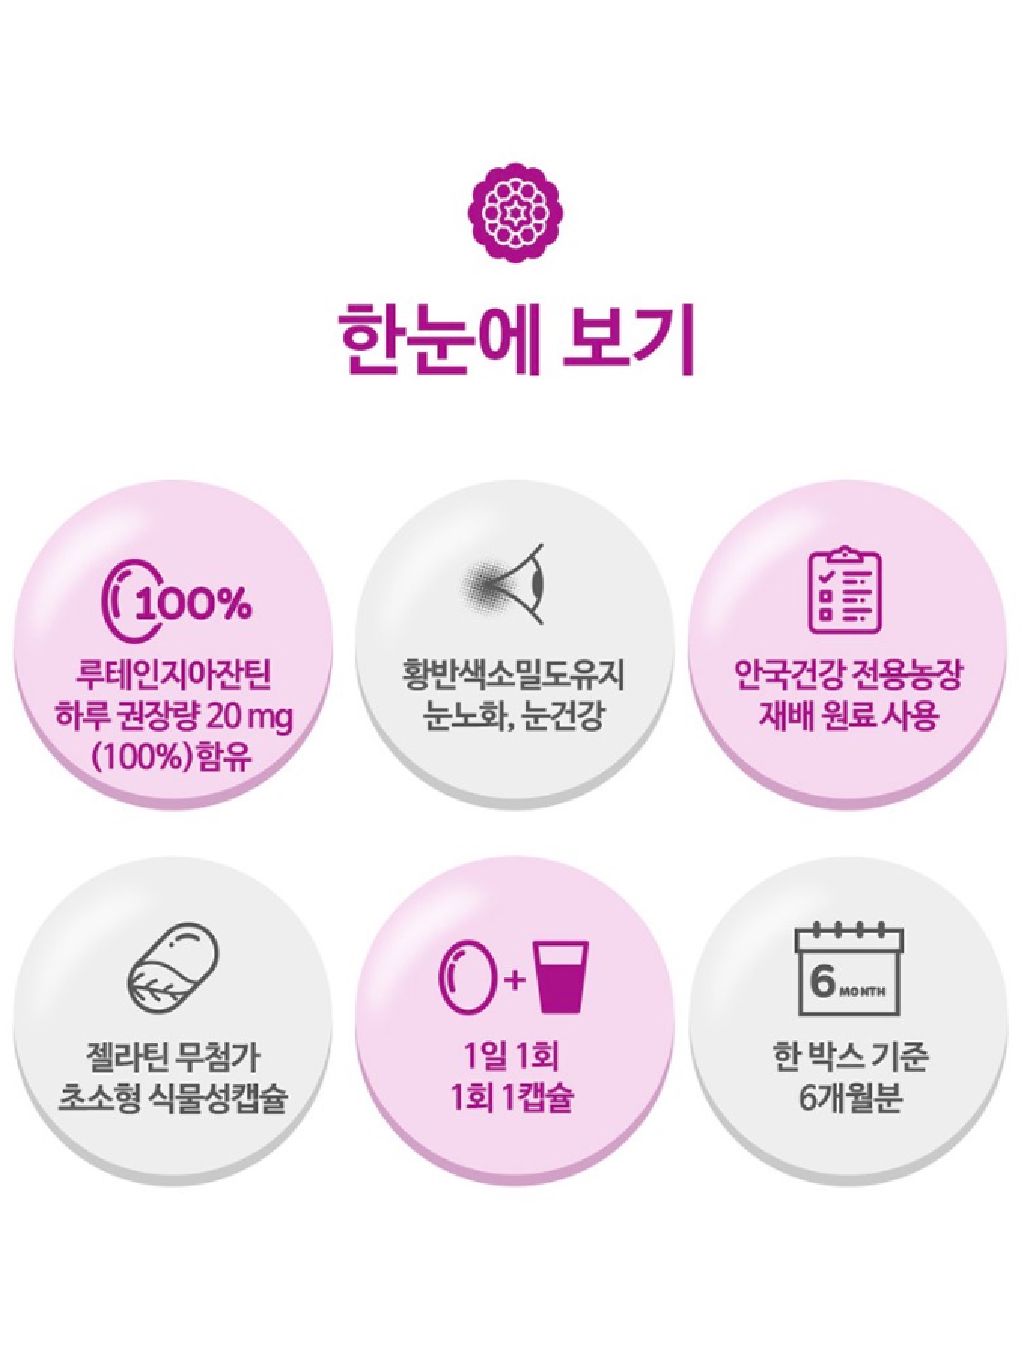 한눈에 보기
100%
루테인지아잔틴
하루 권장량 20 mg
(100%)함유
황반색소밀도유지
눈노화, 눈건강
안국건강 전용농장
재배 원료 사용
젤라틴 무첨가
초소형 식물성캡슐
+
1일 1회
1회 1캡슐
6 MONTH
한 박스 기준
6개월분